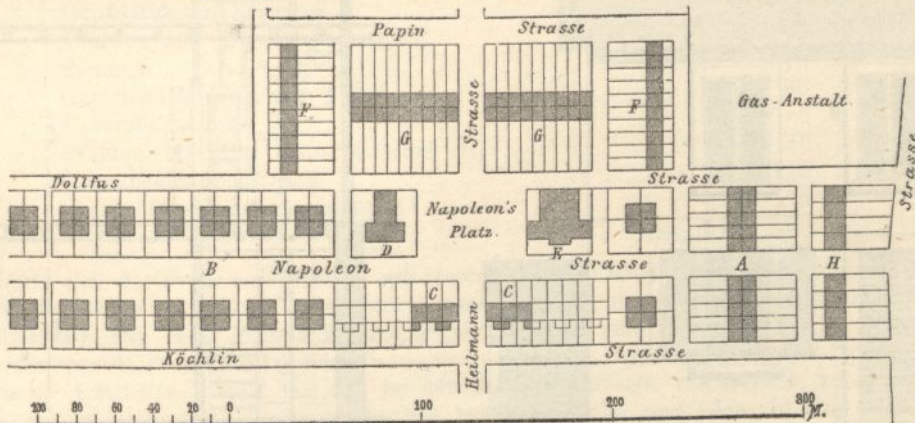 Papin Strasse
Strasse
Gas-Anstalt.
F
F
G
G
Strasse
Dollfus Strasse
Napoleon's
Platz.
D
E
B Napoleon Strasse A H
C
C
Heilmann
Köchlin Strasse
100 80 60 40 20 0 100 200 300 M.